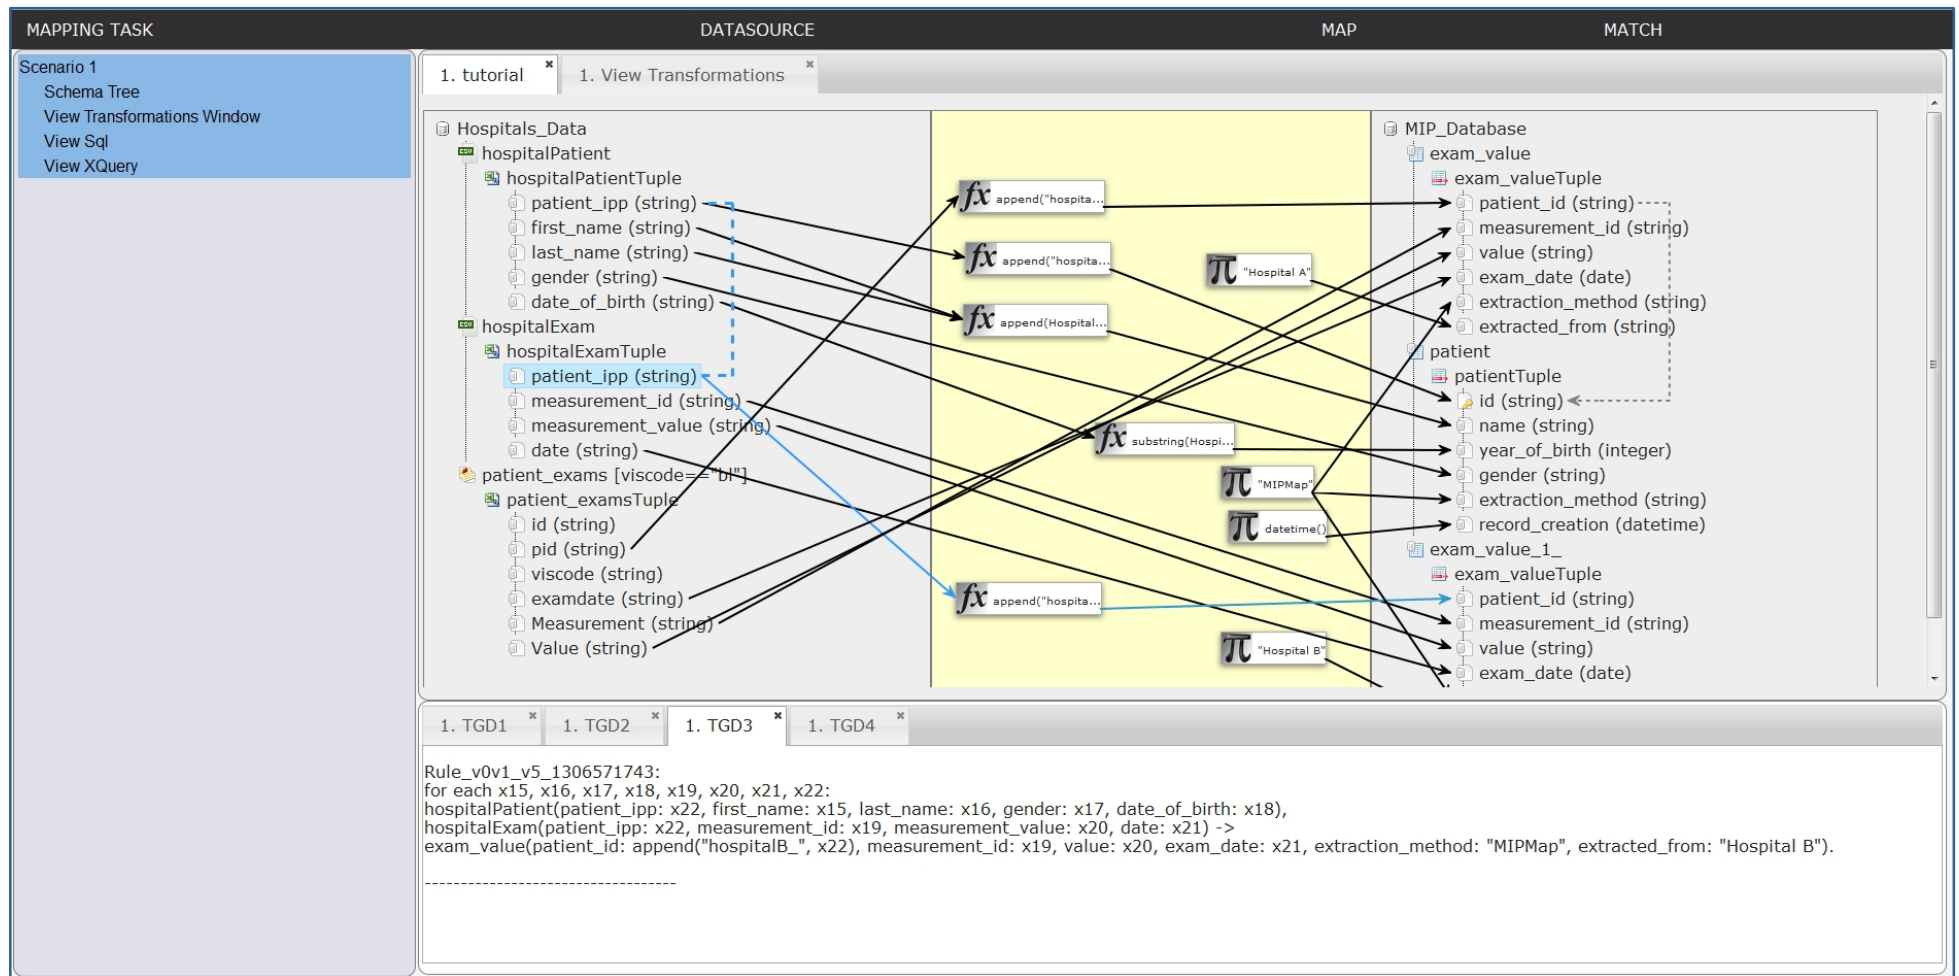 MAPPING TASK DATASOURCE MAP MATCH
Scenario 1
Schema Tree
View Transformations Window
View Sql
View XQuery
1. tutorial 1. View Transformations
Hospitals_Data
hospitalPatient
hospitalPatientTuple
patient_ipp (string)
first_name (string)
last_name (string)
gender (string)
date_of_birth (string)
hospitalExam
hospitalExamTuple
patient_ipp (string)
measurement_id (string)
measurement_value (string)
date (string)
patient_exams [viscode=="bl"]
patient_examsTuple
id (string)
pid (string)
viscode (string)
examdate (string)
Measurement (string)
Value (string)
fx append("hospita...
fx append("hospita...
π "Hospital A"
fx append(Hospital...
fx substring(Hospi...
π "MIPMap"
π datetime()
fx append("hospita...
π "Hospital B"
MIP_Database
exam_value
exam_valueTuple
patient_id (string)
measurement_id (string)
value (string)
exam_date (date)
extraction_method (string)
extracted_from (string)
patient
patientTuple
id (string)
name (string)
year_of_birth (integer)
gender (string)
extraction_method (string)
record_creation (datetime)
exam_value_1_
exam_valueTuple
patient_id (string)
measurement_id (string)
value (string)
exam_date (date)
1. TGD1 1. TGD2 1. TGD3 1. TGD4
Rule_v0v1_v5_1306571743:
for each x15, x16, x17, x18, x19, x20, x21, x22:
hospitalPatient(patient_ipp: x22, first_name: x15, last_name: x16, gender: x17, date_of_birth: x18),
hospitalExam(patient_ipp: x22, measurement_id: x19, measurement_value: x20, date: x21) ->
exam_value(patient_id: append("hospitalB_", x22), measurement_id: x19, value: x20, exam_date: x21, extraction_method: "MIPMap", extracted_from: "Hospital B").
-----------------------------------